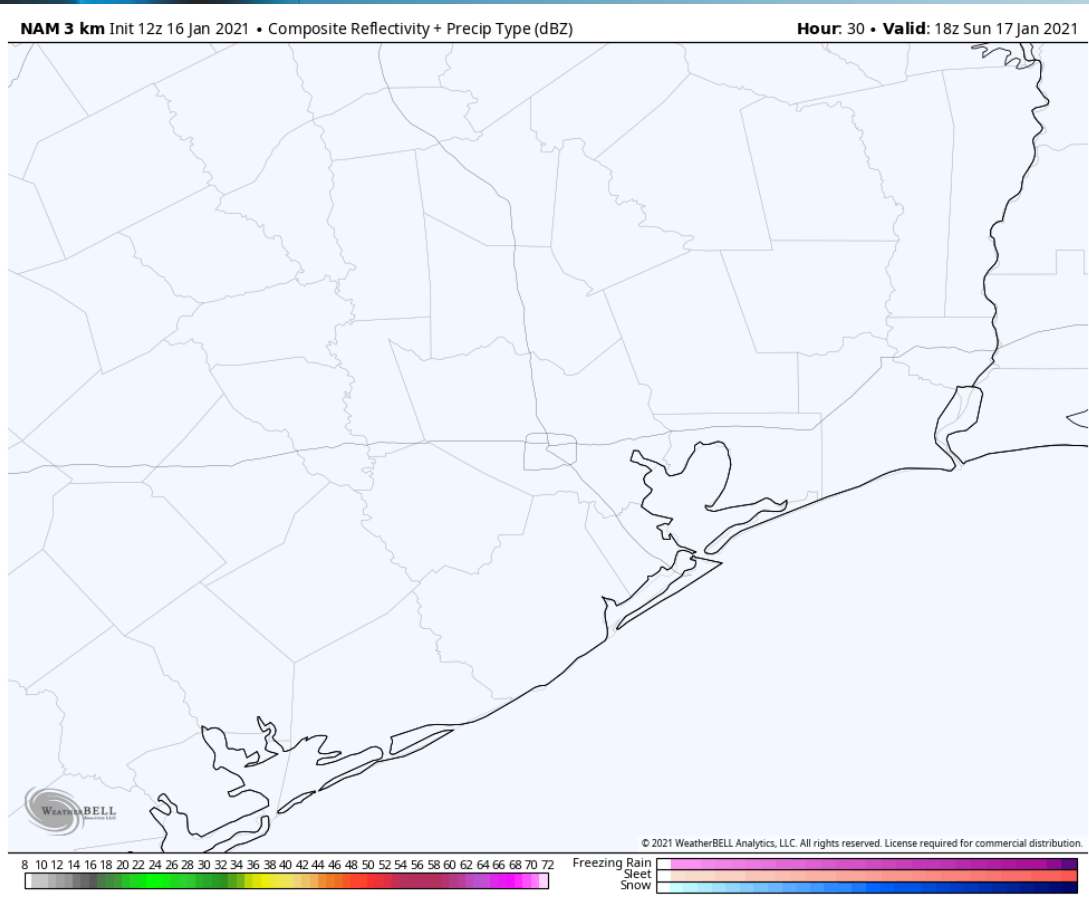 NAM 3 km Init 12z 16 Jan 2021 • Composite Reflectivity + Precip Type (dBZ) Hour: 30 • Valid: 18z Sun 17 Jan 2021
WEATHERBELL
© 2021 WeatherBELL Analytics, LLC. All rights reserved. License required for commercial distribution.
8 10 12 14 16 18 20 22 24 26 28 30 32 34 36 38 40 42 44 46 48 50 52 54 56 58 60 62 64 66 68 70 72
Freezing Rain
Sleet
Snow